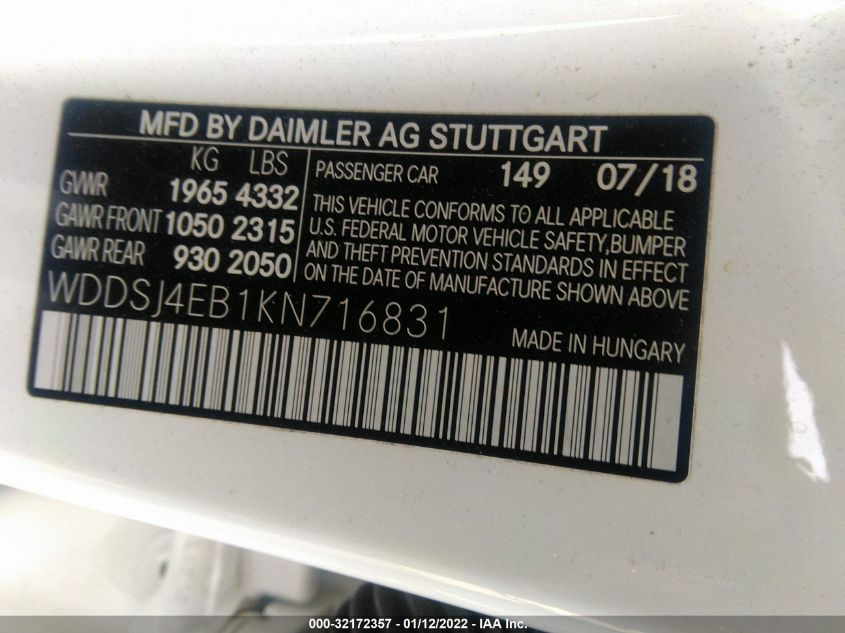 MFD BY DAIMLER AG STUTTGART
KG LBS
GVWR 1965 4332
GAWR FRONT 1050 2315
GAWR REAR 930 2050
PASSENGER CAR 149 07/18
THIS VEHICLE CONFORMS TO ALL APPLICABLE
U.S. FEDERAL MOTOR VEHICLE SAFETY,BUMPER
AND THEFT PREVENTION STANDARDS IN EFFECT
ON THE DATE OF MANUFACTURE SHOWN ABOVE
WDDSJ4EB1KN716831
MADE IN HUNGARY
000-32172357 - 01/12/2022 - IAA Inc.